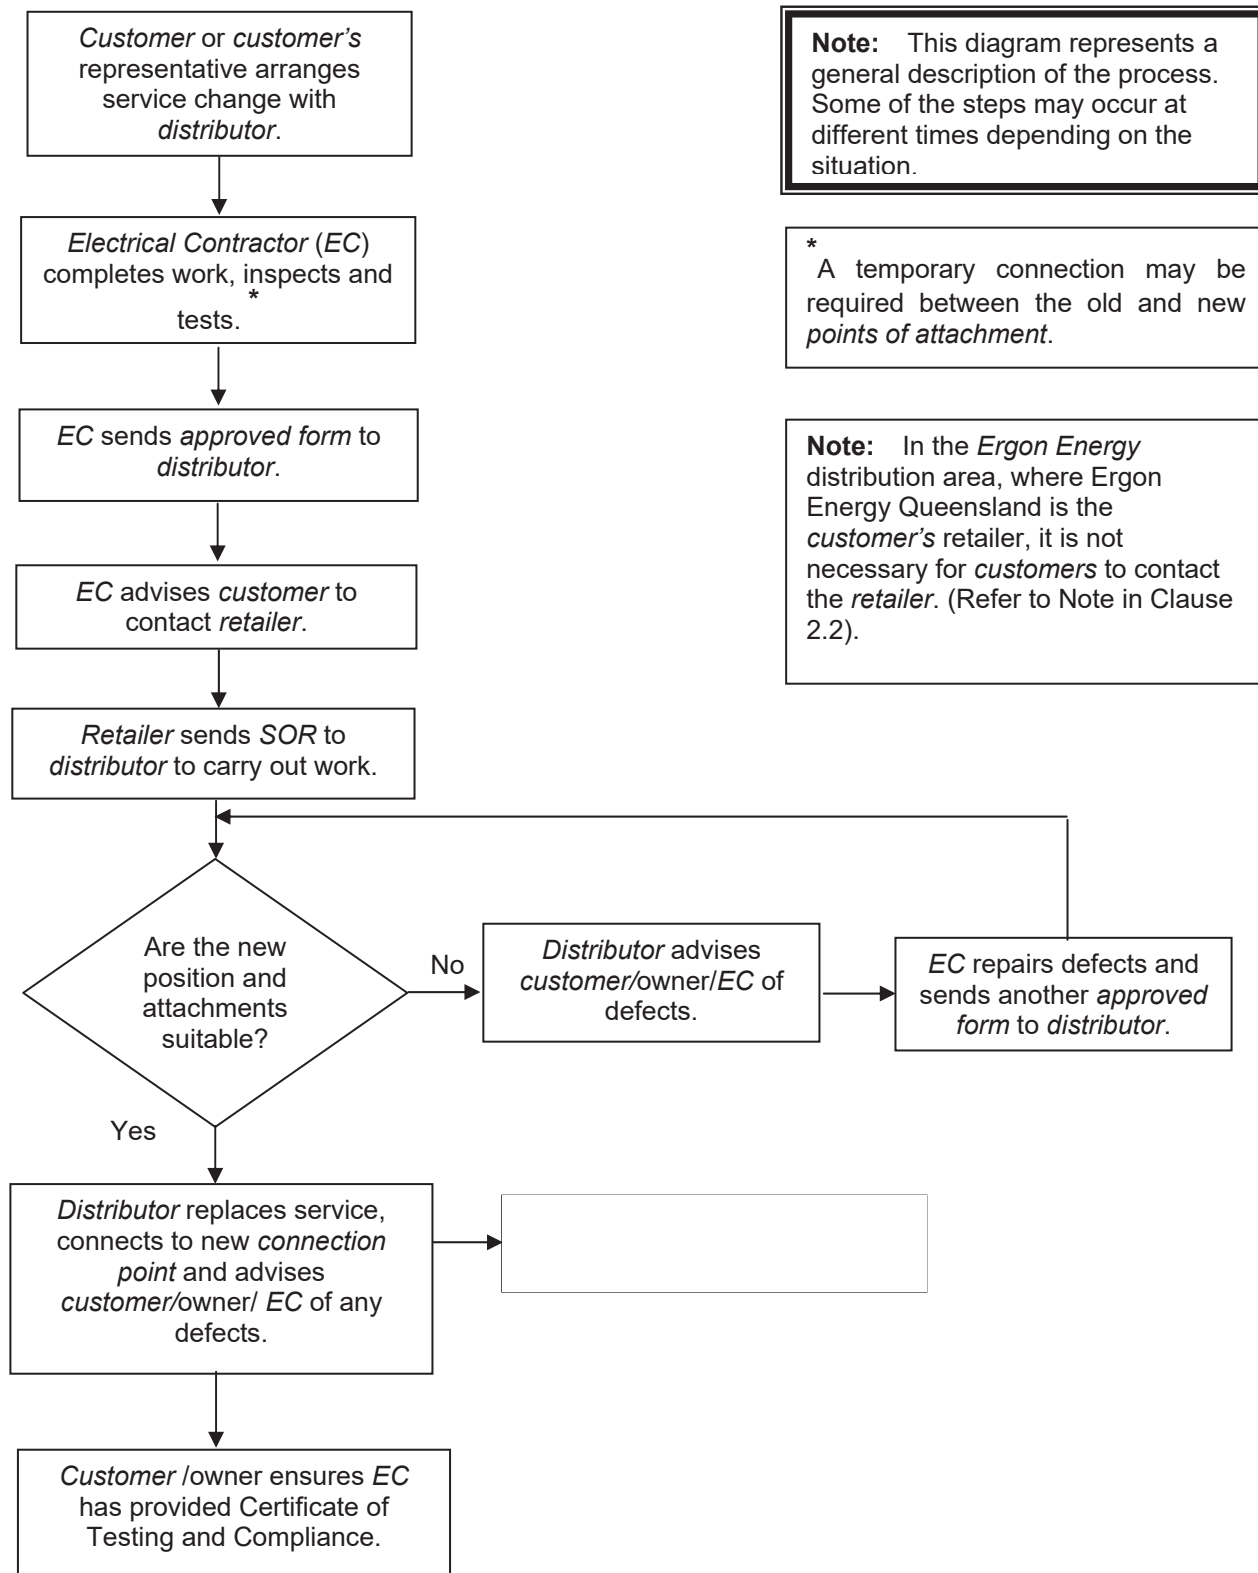 Customer or customer's
representative arranges
service change with
distributor.
Electrical Contractor (EC)
completes work, inspects and
*
tests.
EC sends approved form to
distributor.
EC advises customer to
contact retailer.
Retailer sends SOR to
distributor to carry out work.
Are the new
position and
attachments
suitable?
No
Distributor advises
customer/owner/EC of
defects.
EC repairs defects and
sends another approved
form to distributor.
Yes
Distributor replaces service,
connects to new connection
point and advises
customer/owner/ EC of any
defects.
Customer /owner ensures EC
has provided Certificate of
Testing and Compliance.
Note: This diagram represents a
general description of the process.
Some of the steps may occur at
different times depending on the
situation.
*
A temporary connection may be
required between the old and new
points of attachment.
Note: In the Ergon Energy
distribution area, where Ergon
Energy Queensland is the
customer's retailer, it is not
necessary for customers to contact
the retailer. (Refer to Note in Clause
2.2).